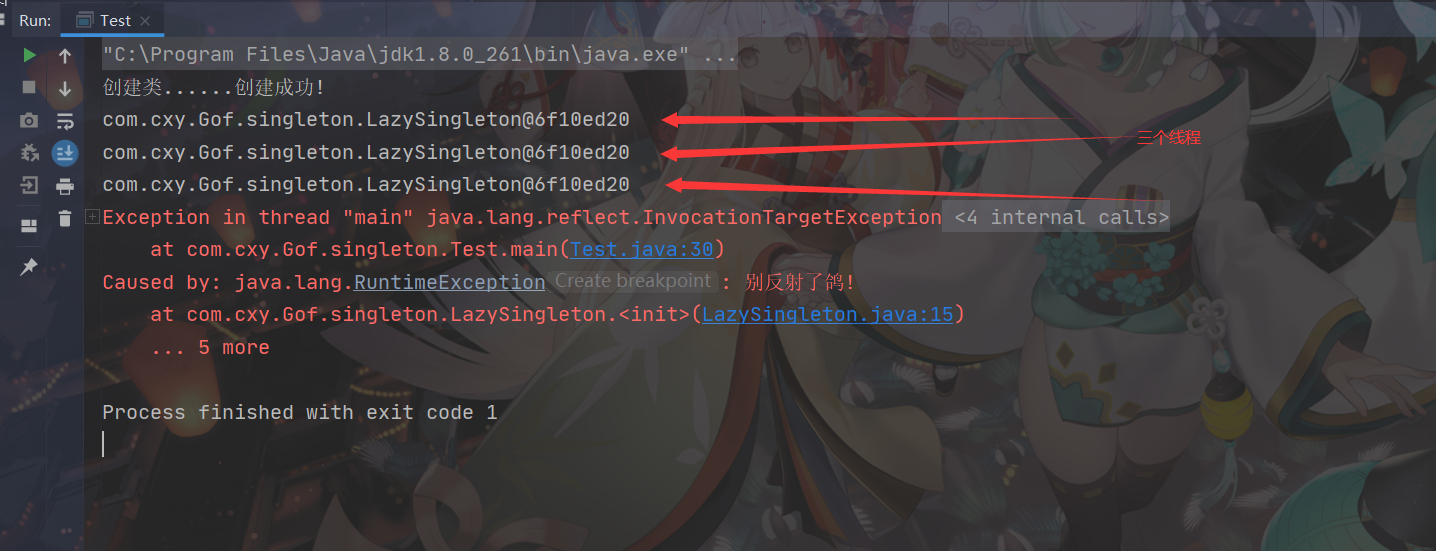 Run: Test
"C:\Program Files\Java\jdk1.8.0_261\bin\java.exe" ...
创建类......创建成功!
com.cxy.Gof.singleton.LazySingleton@6f10ed20
三个线程
com.cxy.Gof.singleton.LazySingleton@6f10ed20
com.cxy.Gof.singleton.LazySingleton@6f10ed20
Exception in thread "main" java.lang.reflect.InvocationTargetException <4 internal calls>
at com.cxy.Gof.singleton.Test.main(Test.java:30)
Caused by: java.lang.RuntimeException Create breakpoint : 别反射了鸽!
at com.cxy.Gof.singleton.LazySingleton.<init>(LazySingleton.java:15)
... 5 more
Process finished with exit code 1